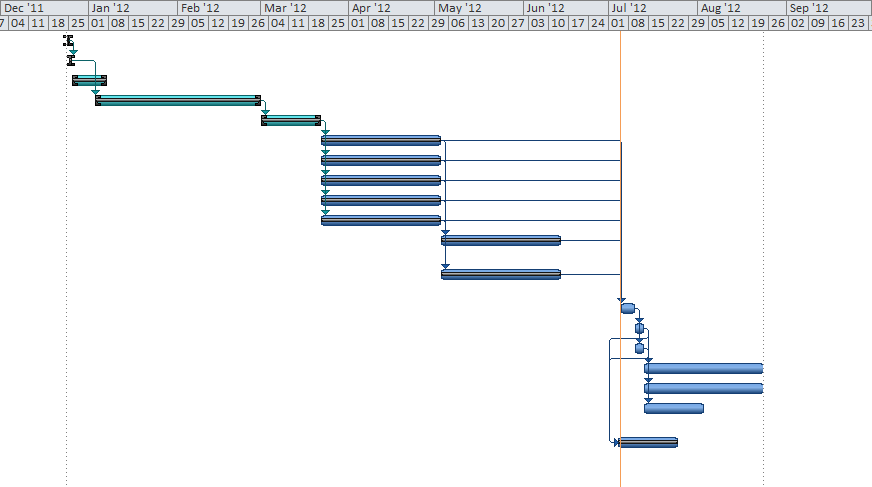 Dec '11 Jan '12 Feb '12 Mar '12 Apr '12 May '12 Jun '12 Jul '12 Aug '12 Sep '12
04 11 18 25 01 08 15 22 29 05 12 19 26 04 11 18 25 01 08 15 22 29 06 13 20 27 03 10 17 24 01 08 15 22 29 05 12 19 26 02 09 16 23